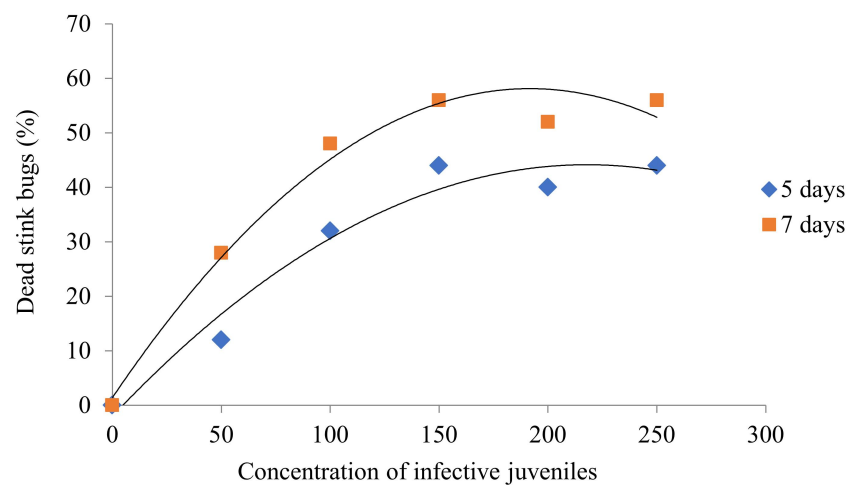 70
60
50
40
30
20
10
0
Dead stink bugs (%)
0 50 100 150 200 250 300
Concentration of infective juveniles
5 days
7 days